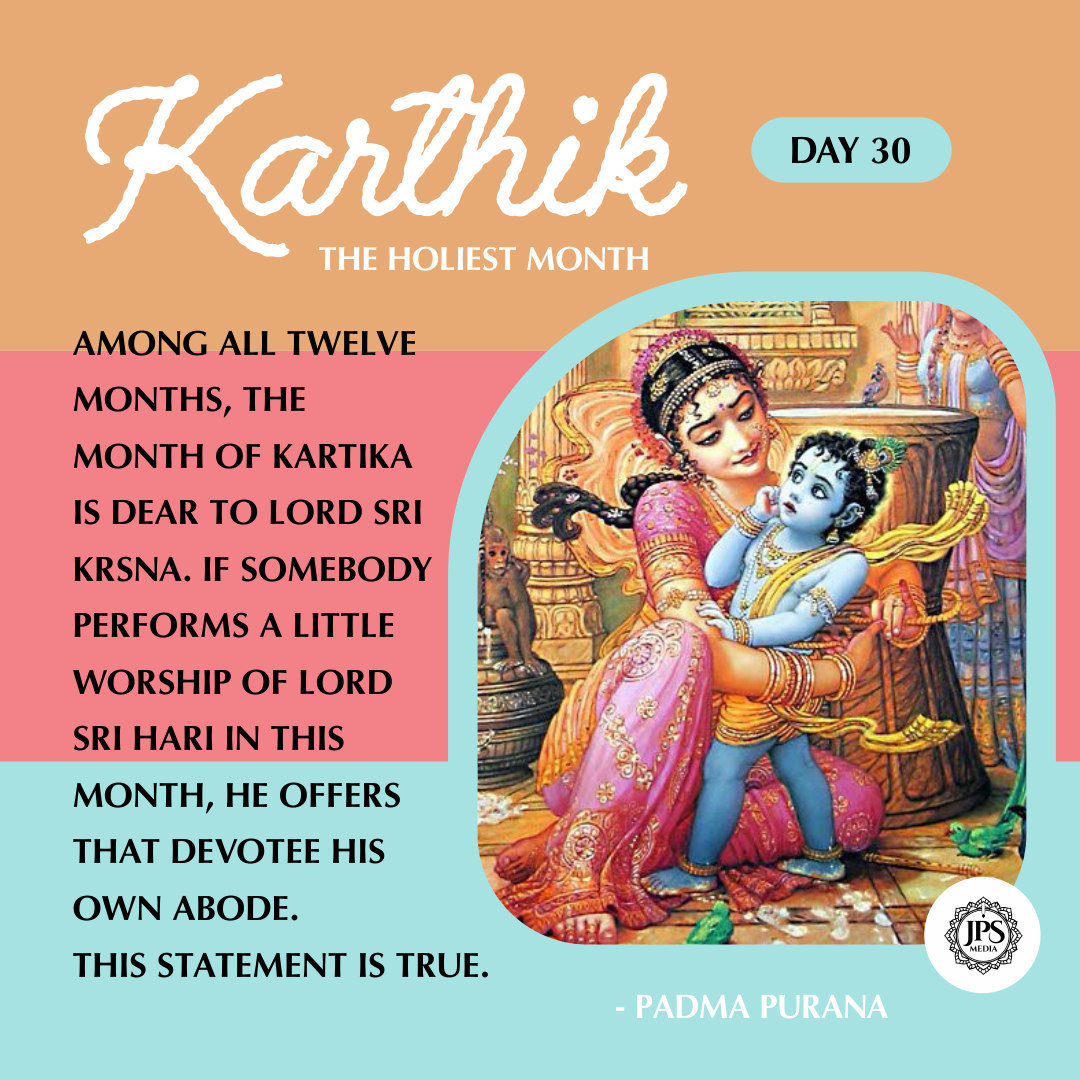 Karthik
DAY 30
THE HOLIEST MONTH
AMONG ALL TWELVE
MONTHS, THE
MONTH OF KARTIKA
IS DEAR TO LORD SRI
KRSNA. IF SOMEBODY
PERFORMS A LITTLE
WORSHIP OF LORD
SRI HARI IN THIS
MONTH, HE OFFERS
THAT DEVOTEE HIS
OWN ABODE.
THIS STATEMENT IS TRUE.
JPS
MEDIA
- PADMA PURANA